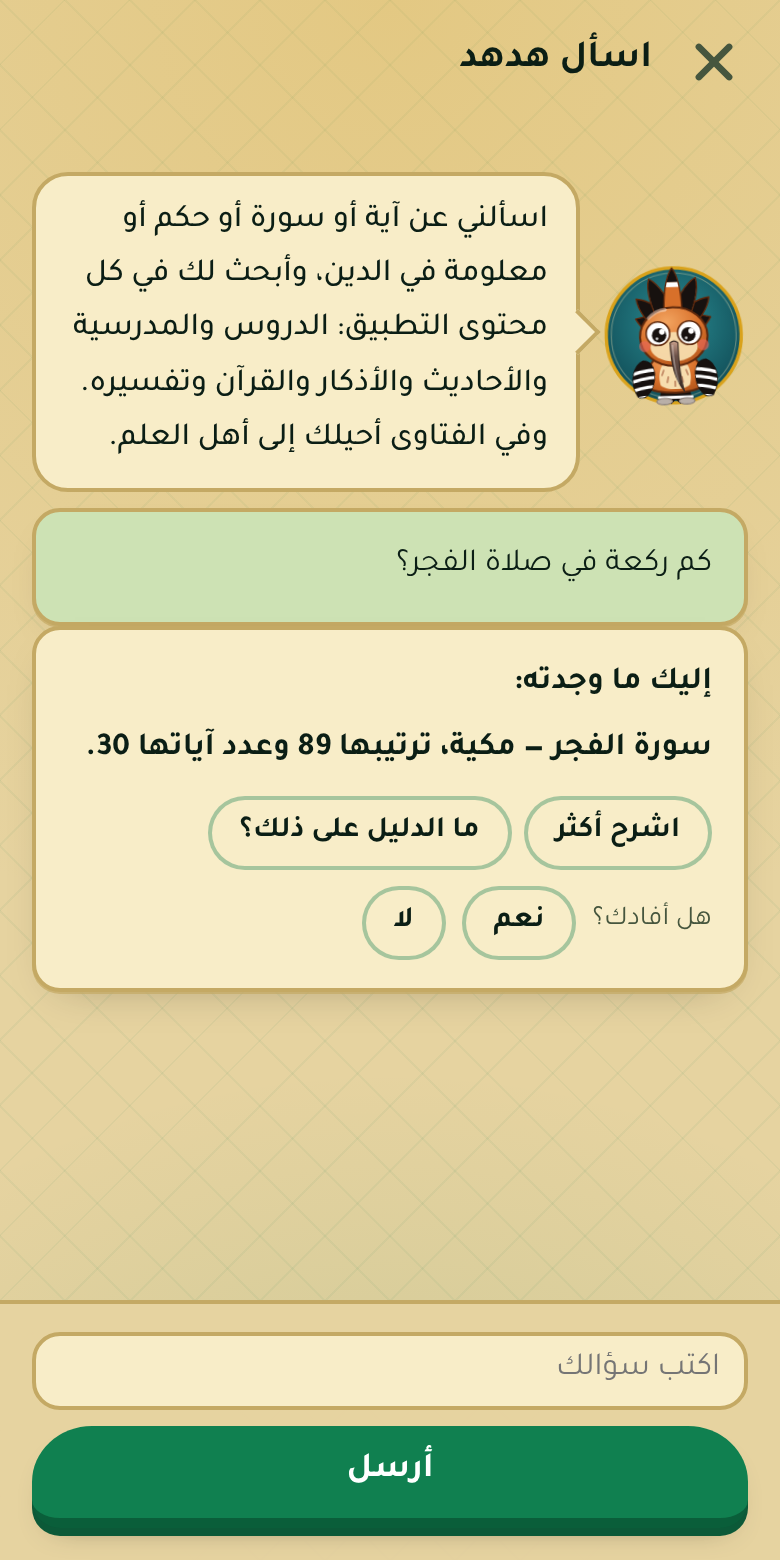 اسأل هدهد
اسألني عن آية أو سورة أو حكم أو
معلومة في الدين، وأبحث لك في كل
محتوى التطبيق: الدروس والمدرسية
والأحاديث والأذكار والقرآن وتفسيره.
وفي الفتاوى أحيلك إلى أهل العلم.
كم ركعة في صلاة الفجر؟
إليك ما وجدته:
سورة الفجر – مكية، ترتيبها 89 وعدد آياتها 30.
اشرح أكثر
ما الدليل على ذلك؟
هل أفادك؟
نعم
لا
اكتب سؤالك
أرسل